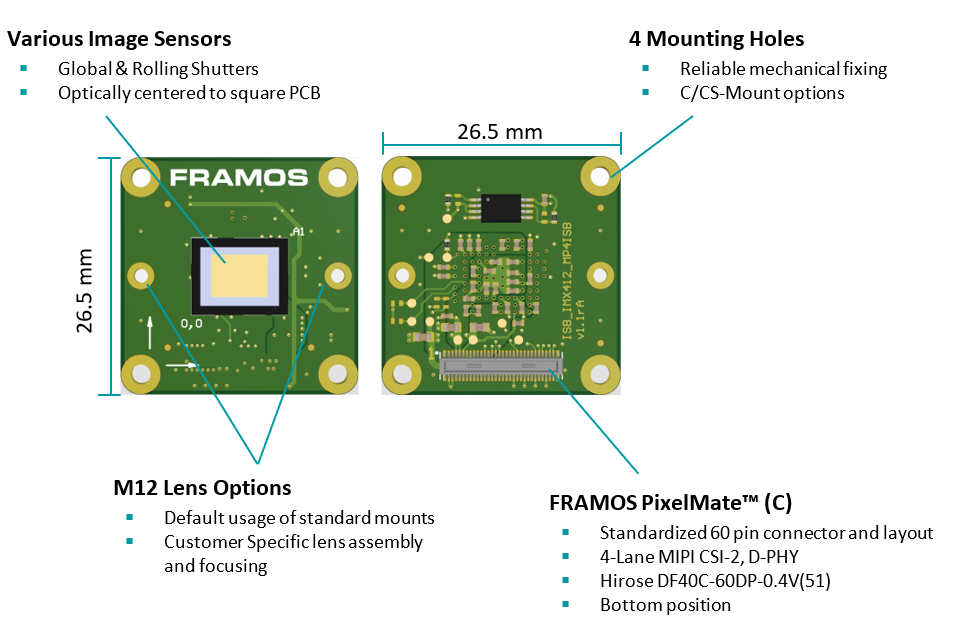 Various Image Sensors
Global & Rolling Shutters
Optically centered to square PCB
4 Mounting Holes
Reliable mechanical fixing
C/CS-Mount options
26.5 mm
26.5 mm
FRAMOS
A1
0,0
ISB_IMX412_MP4ISB
v1.1rA
M12 Lens Options
Default usage of standard mounts
Customer Specific lens assembly
and focusing
FRAMOS PixelMate™ (C)
Standardized 60 pin connector and layout
4-Lane MIPI CSI-2, D-PHY
Hirose DF40C-60DP-0.4V(51)
Bottom position